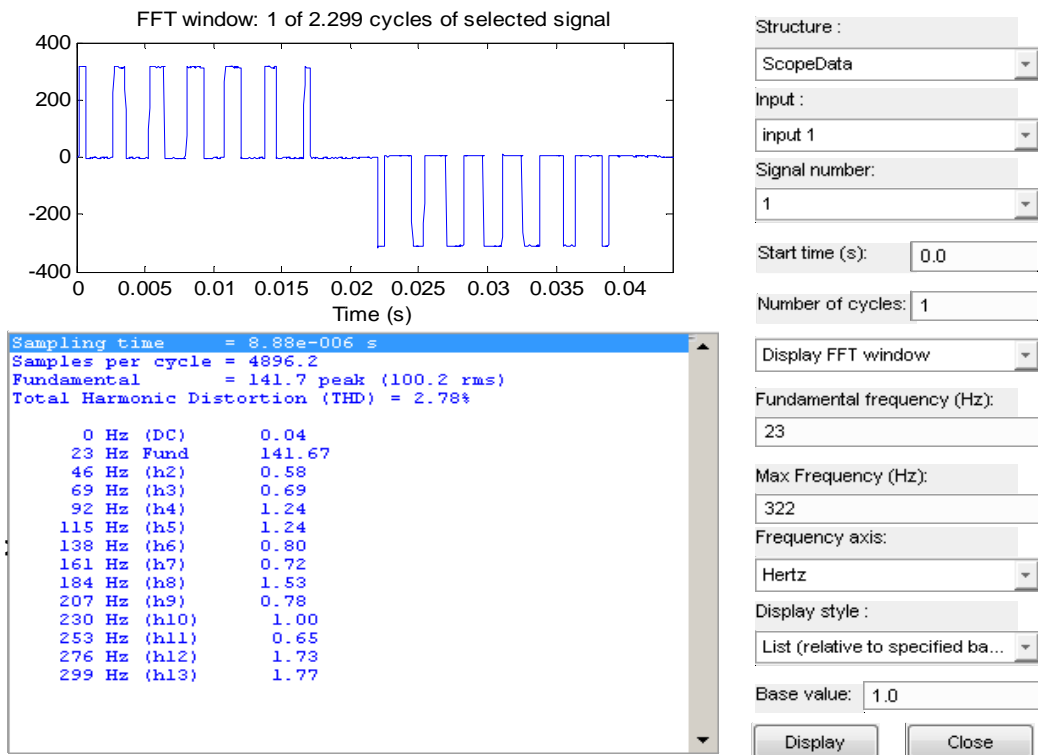 FFT window: 1 of 2.299 cycles of selected signal
400
200
0
-200
-400
0 0.005 0.01 0.015 0.02 0.025 0.03 0.035 0.04
Time (s)
Sampling time = 8.88e-006 s
Samples per cycle = 4896.2
Fundamental = 141.7 peak (100.2 rms)
Total Harmonic Distortion (THD) = 2.78%
0 Hz (DC) 0.04
23 Hz Fund 141.67
46 Hz (h2) 0.58
69 Hz (h3) 0.69
92 Hz (h4) 1.24
115 Hz (h5) 1.24
138 Hz (h6) 0.80
161 Hz (h7) 0.72
184 Hz (h8) 1.53
207 Hz (h9) 0.78
230 Hz (h10) 1.00
253 Hz (h11) 0.65
276 Hz (h12) 1.73
299 Hz (h13) 1.77
Structure :
ScopeData
Input :
input 1
Signal number:
1
Start time (s): 0.0
Number of cycles: 1
Display FFT window
Fundamental frequency (Hz):
23
Max Frequency (Hz):
322
Frequency axis:
Hertz
Display style :
List (relative to specified ba...
Base value: 1.0
Display Close